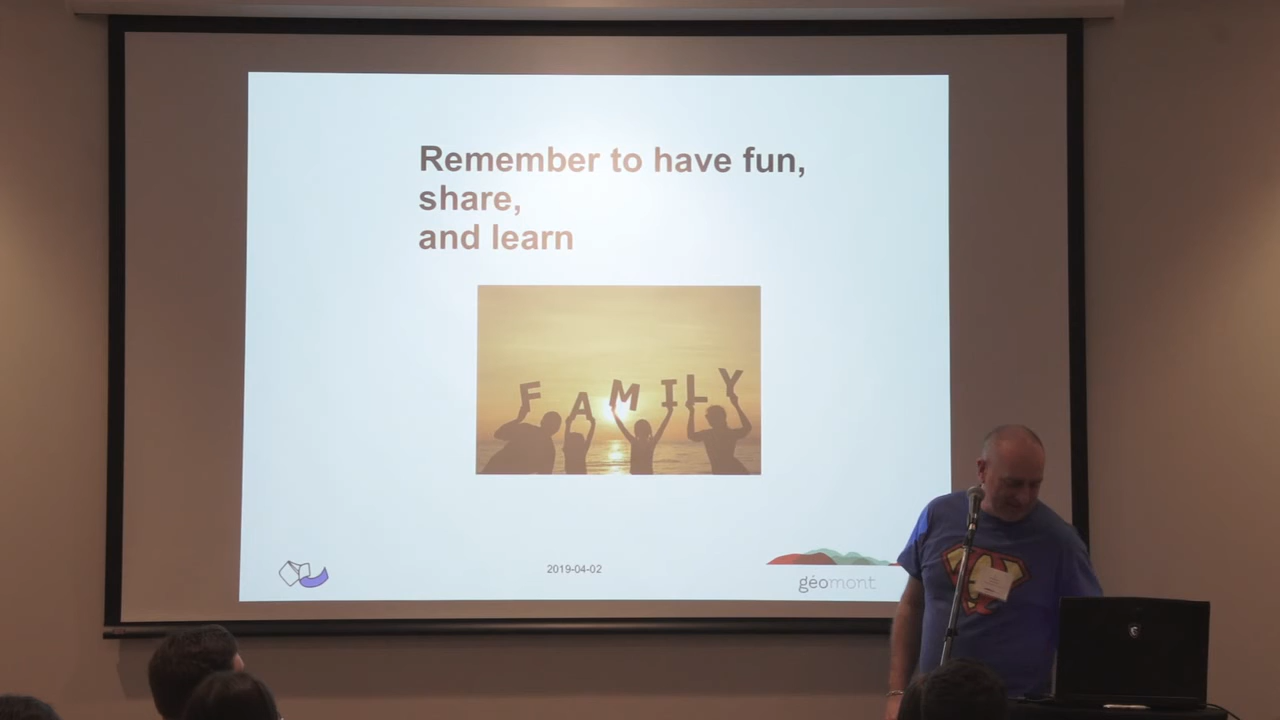 Remember to have fun,
share,
and learn
FAMILY
2019-04-02
géomont